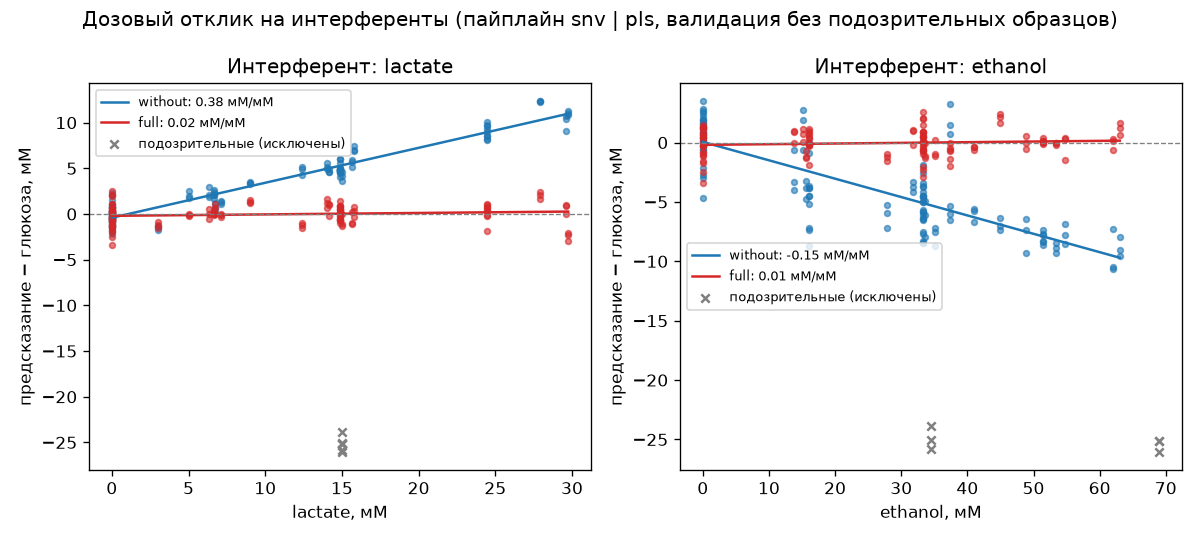 Дозовый отклик на интерференты (пайплайн snv | pls, валидация без подозрительных образцов)
Интерферент: lactate
without: 0.38 мМ/мМ
full: 0.02 мМ/мМ
подозрительные (исключены)
10
5
0
−5
−10
−15
−20
−25
предсказание − глюкоза, мМ
0 5 10 15 20 25 30
lactate, мМ
Интерферент: ethanol
without: -0.15 мМ/мМ
full: 0.01 мМ/мМ
подозрительные (исключены)
0
−5
−10
−15
−20
−25
предсказание − глюкоза, мМ
0 10 20 30 40 50 60 70
ethanol, мМ